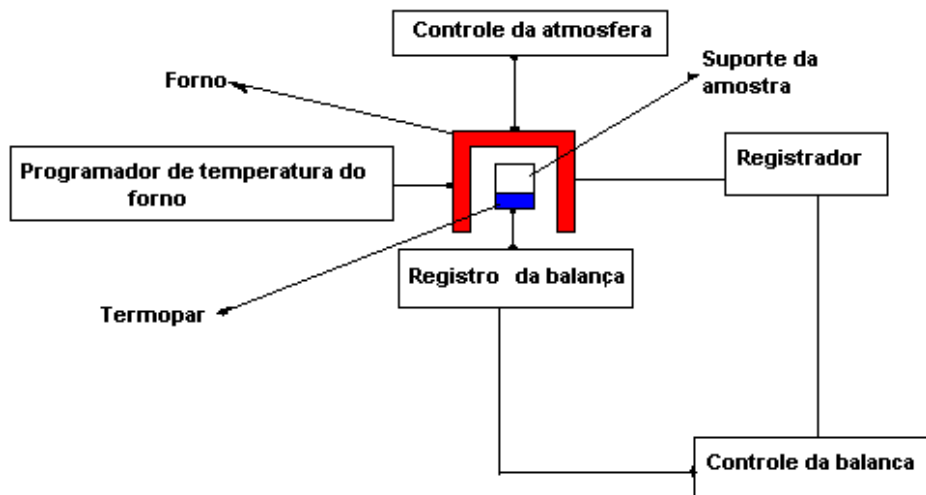 Controle da atmosfera
Forno
Suporte da
amostra
Programador de temperatura do
forno
Registrador
Registro da balança
Termopar
Controle da balanca